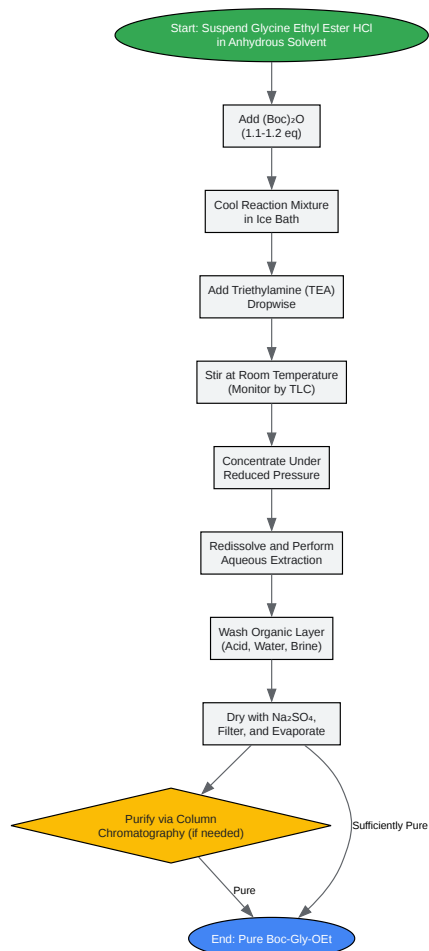 Start: Suspend Glycine Ethyl Ester HCl
in Anhydrous Solvent
Add (Boc)₂O
(1.1-1.2 eq)
Cool Reaction Mixture
in Ice Bath
Add Triethylamine (TEA)
Dropwise
Stir at Room Temperature
(Monitor by TLC)
Concentrate Under
Reduced Pressure
Redissolve and Perform
Aqueous Extraction
Wash Organic Layer
(Acid, Water, Brine)
Dry with Na₂SO₄,
Filter, and Evaporate
Purify via Column
Chromatography (if needed)
Sufficiently Pure
Pure
End: Pure Boc-Gly-OEt